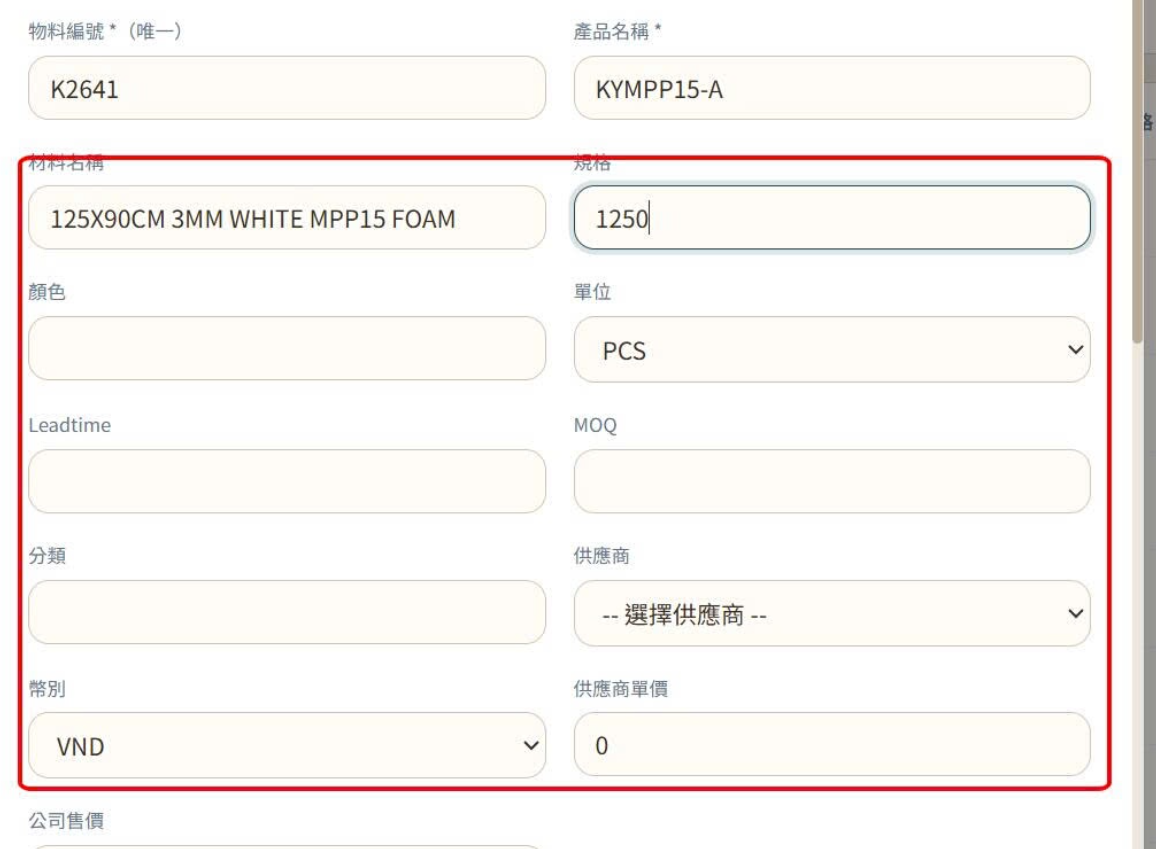 物料編號 *（唯一）
產品名稱 *
K2641
KYMPP15-A
材料名稱
規格
125X90CM 3MM WHITE MPP15 FOAM
1250
顏色
單位
PCS
Leadtime
MOQ
分類
供應商
-- 選擇供應商 --
幣別
供應商單價
VND
0
公司售價